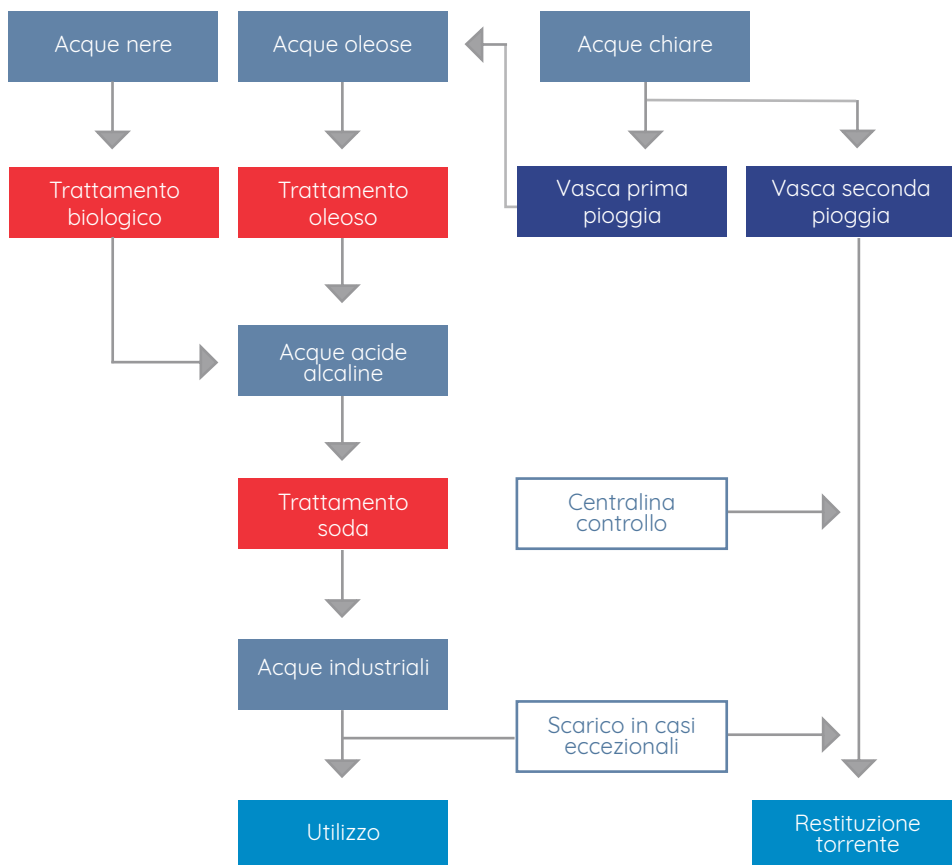 Acque nere
Acque oleose
Acque chiare
Trattamento
biologico
Trattamento
oleoso
Vasca prima
pioggia
Vasca seconda
pioggia
Acque acide
alcaline
Trattamento
soda
Centralina
controllo
Acque industriali
Scarico in casi
eccezionali
Utilizzo
Restituzione
torrente